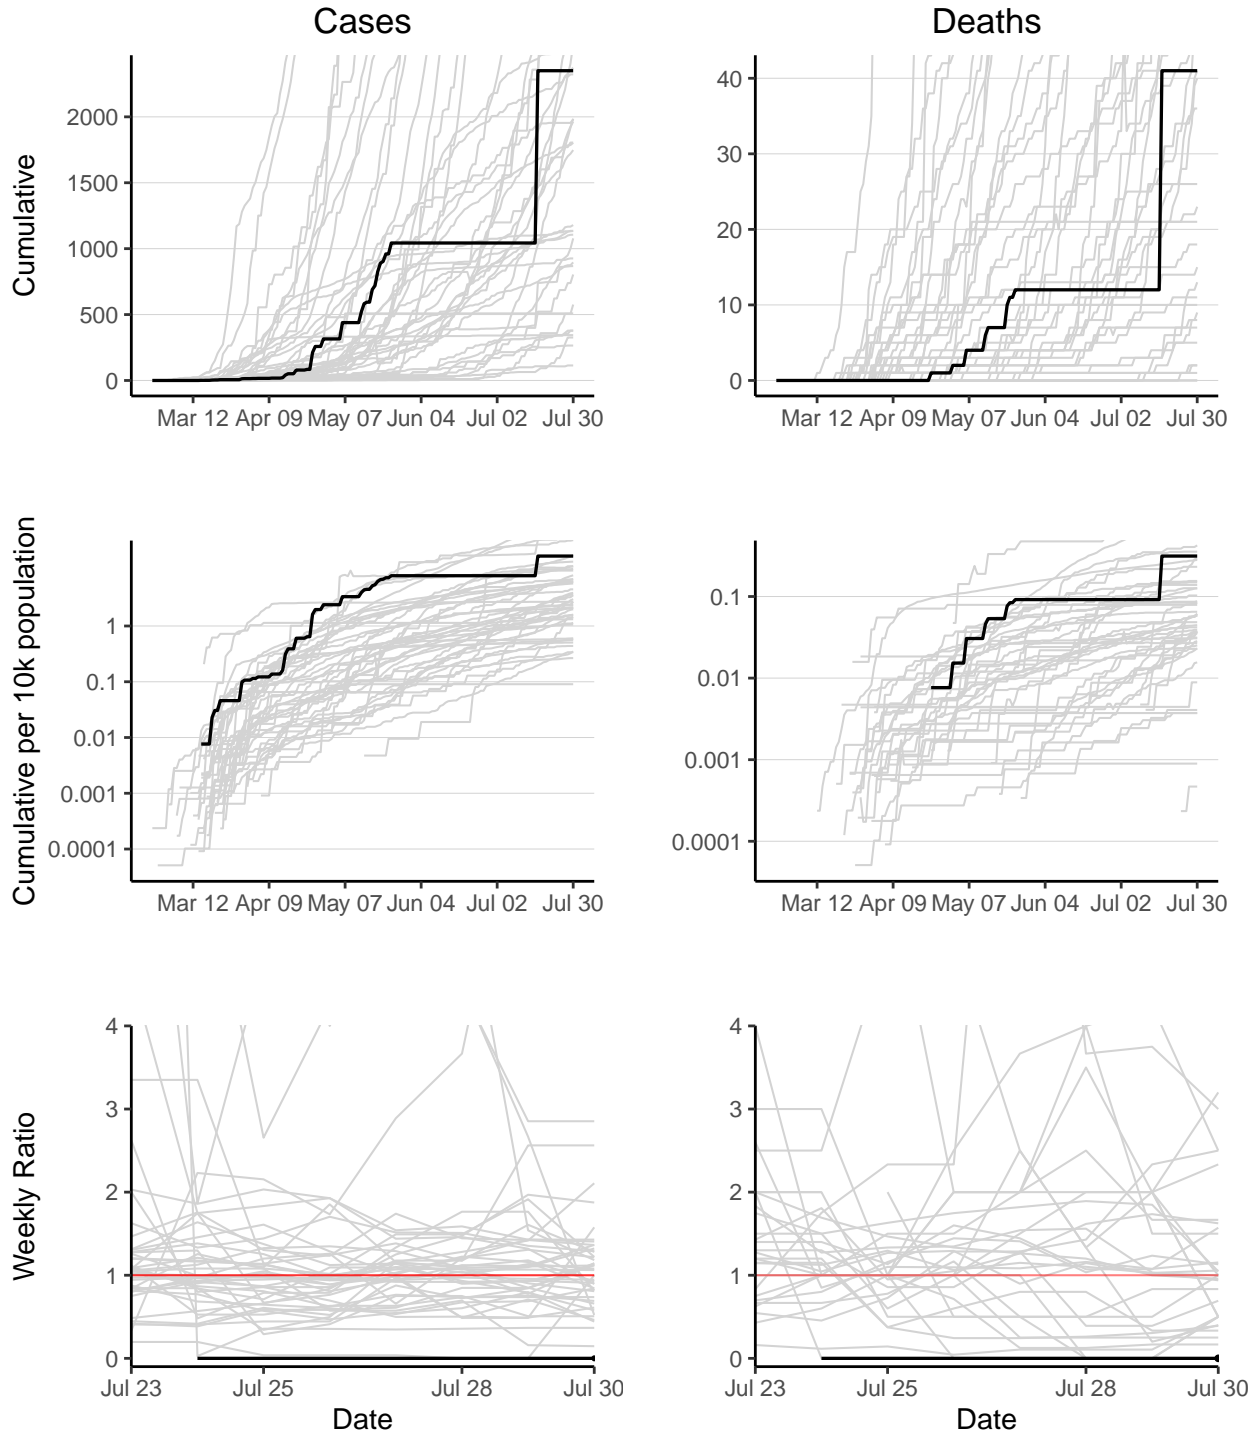 Cases
Deaths
Cumulative
2000
1500
1000
500
0
Mar 12 Apr 09 May 07 Jun 04 Jul 02 Jul 30
40
30
20
10
0
Mar 12 Apr 09 May 07 Jun 04 Jul 02 Jul 30
Cumulative per 10k population
1
0.1
0.01
0.001
0.0001
Mar 12 Apr 09 May 07 Jun 04 Jul 02 Jul 30
0.1
0.01
0.001
0.0001
Mar 12 Apr 09 May 07 Jun 04 Jul 02 Jul 30
Weekly Ratio
4
3
2
1
0
Jul 23 Jul 25 Jul 28 Jul 30
Date
4
3
2
1
0
Jul 23 Jul 25 Jul 28 Jul 30
Date